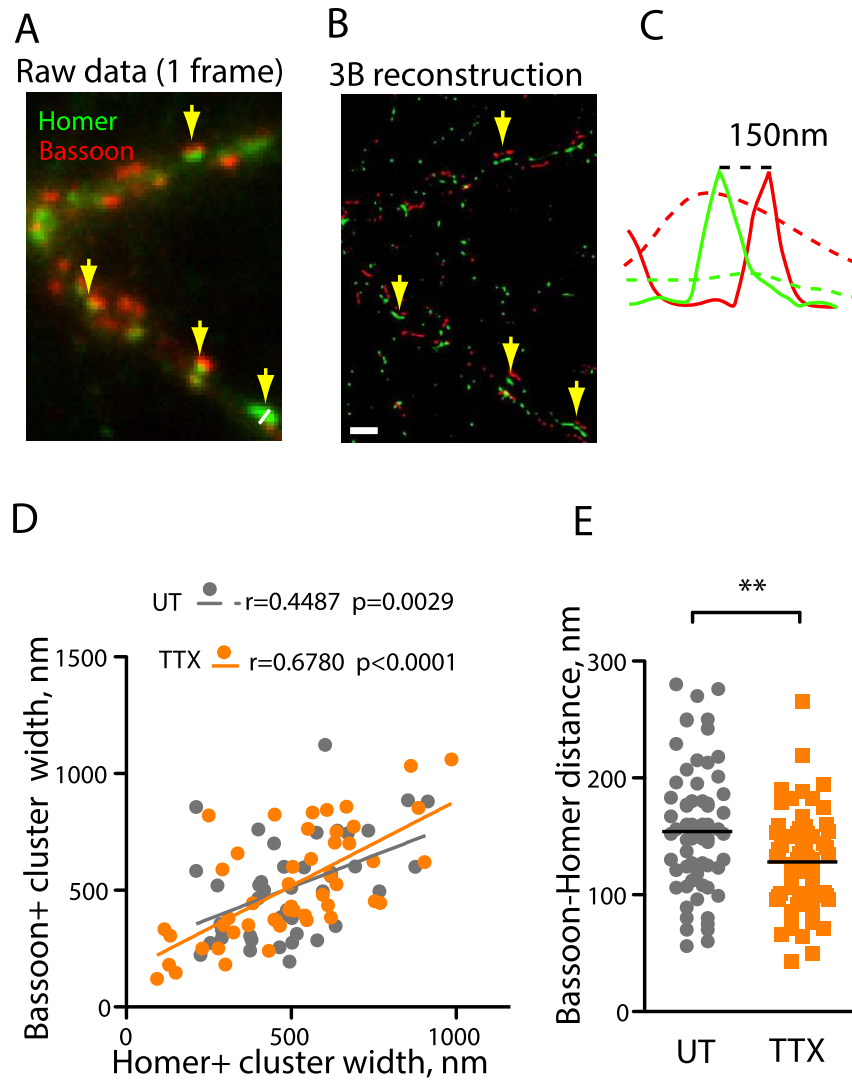 A
Raw data (1 frame)
Homer
Bassoon
B
3B reconstruction
C
150nm
D
UT r=0.4487 p=0.0029
TTX r=0.6780 p<0.0001
Bassoon+ cluster width, nm
1500
1000
500
0
0 500 1000
Homer+ cluster width, nm
E
**
Bassoon-Homer distance, nm
300
200
100
0
UT TTX